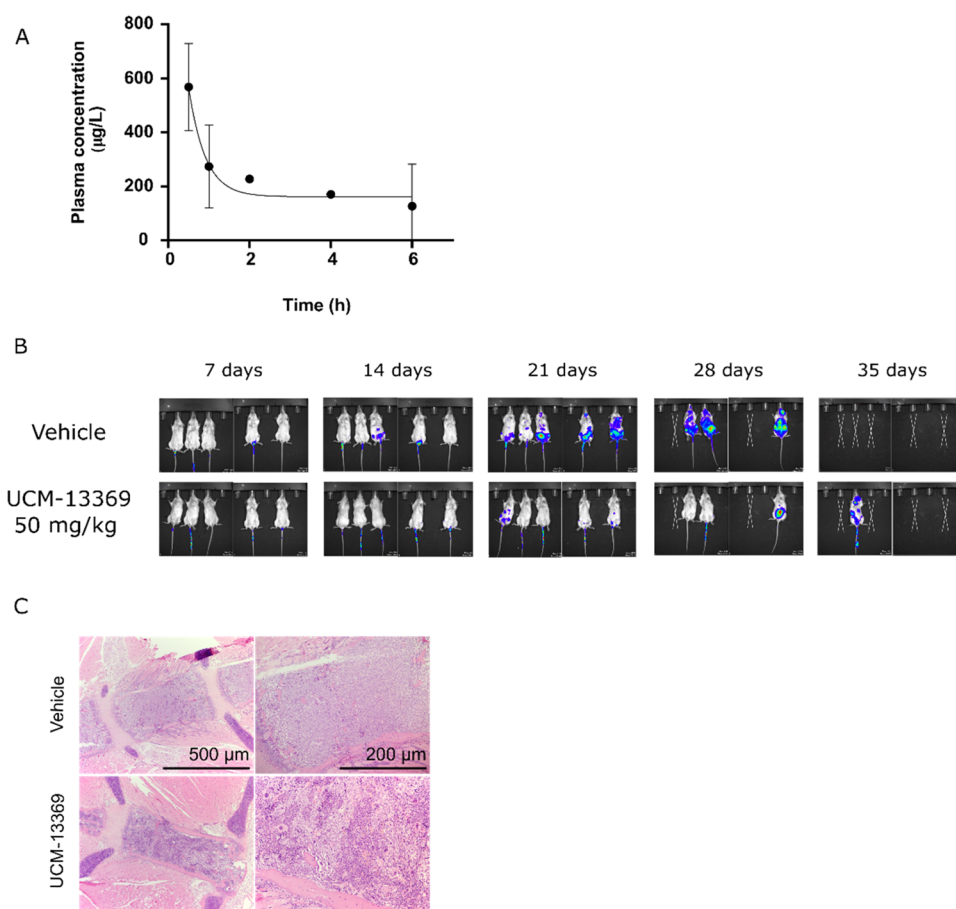 A
Plasma concentration
(µg/L)
800
600
400
200
0
0
2
4
6
Time (h)
B
7 days
14 days
21 days
28 days
35 days
Vehicle
UCM-13369
50 mg/kg
C
Vehicle
500 µm
200 µm
UCM-13369